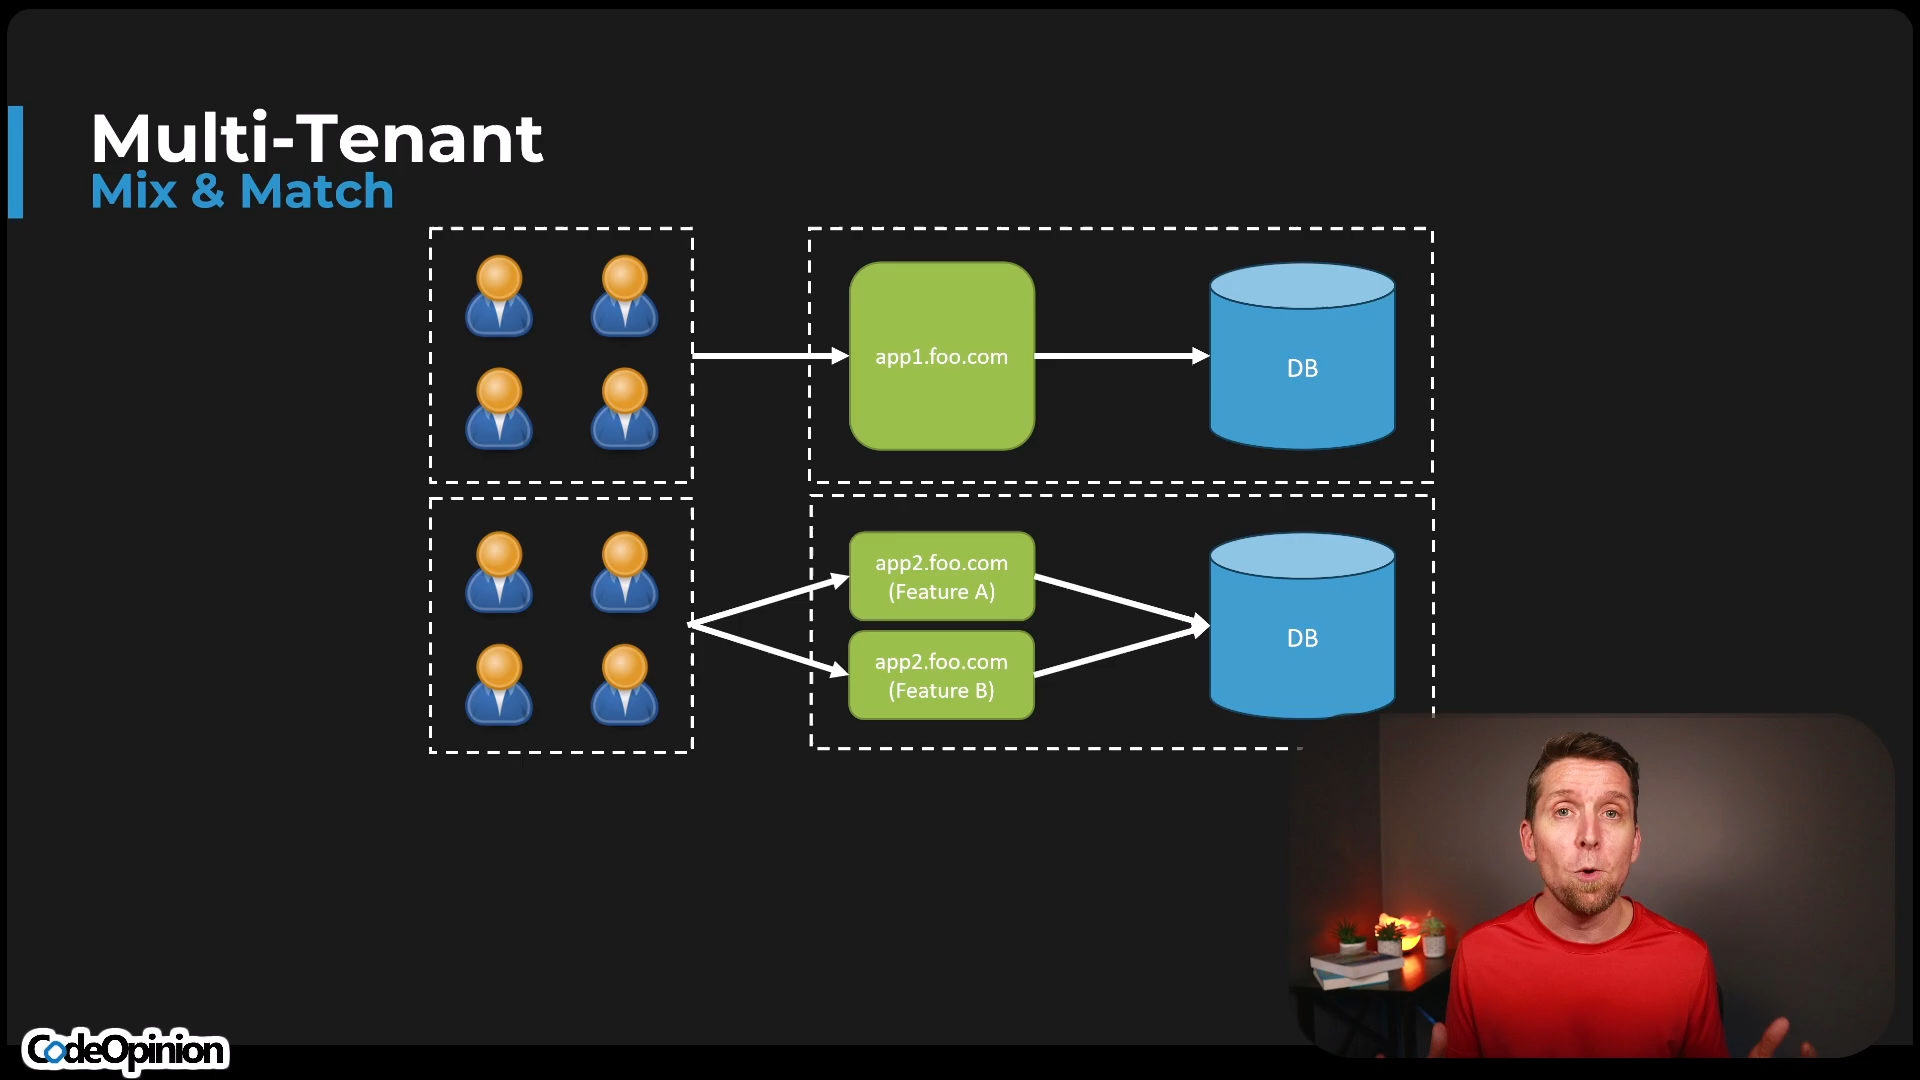 Multi-Tenant
Mix & Match
app1.foo.com
DB
app2.foo.com
(Feature A)
app2.foo.com
(Feature B)
DB
CodeOpinion